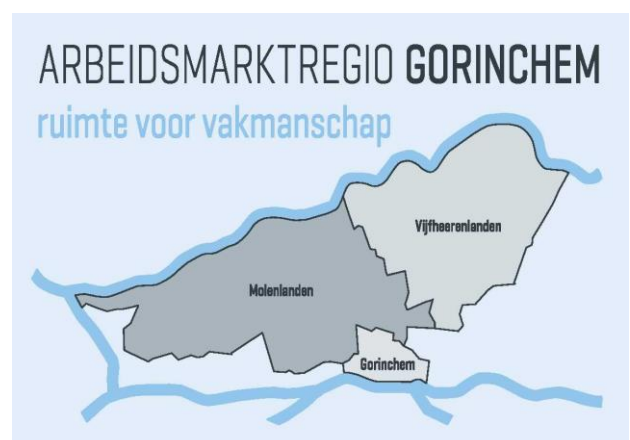 ARBEIDSMARKTREGIO GORINCHEM
ruimte voor vakmanschap
Vijfheerenlanden
Molenlanden
Gorinchem